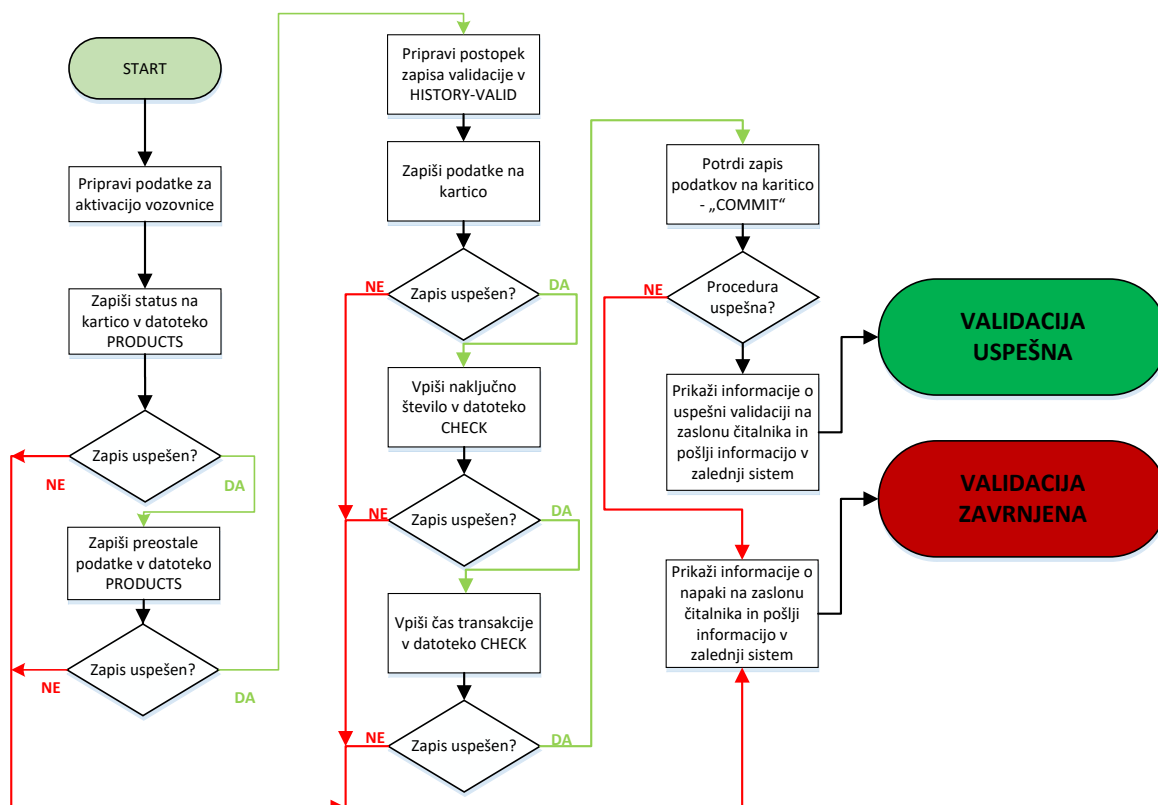 START
Pripravi podatke za
aktivacijo vozovnice
Zapiši status na
kartico v datoteko
PRODUCTS
Zapis uspešen?
NE
DA
Zapiši preostale
podatke v datoteko
PRODUCTS
Zapis uspešen?
NE
DA
Pripravi postopek
zapisa validacije v
HISTORY-VALID
Zapiši podatke na
kartico
NE
DA
Zapis uspešen?
Vpiši naključno
število v datoteko
CHECK
NE
DA
Zapis uspešen?
Vpiši čas transakcije
v datoteko CHECK
NE
DA
Zapis uspešen?
Potrdi zapis
podatkov na karitico
- „COMMIT“
NE
Procedura
uspešna?
Prikaži informacije o
uspešni validaciji na
zaslonu čitalnika in
pošlji informacijo v
zalednji sistem
Prikaži informacije o
napaki na zaslonu
čitalnika in pošlji
informacijo v
zalednji sistem
VALIDACIJA
USPEŠNA
VALIDACIJA
ZAVRNJENA